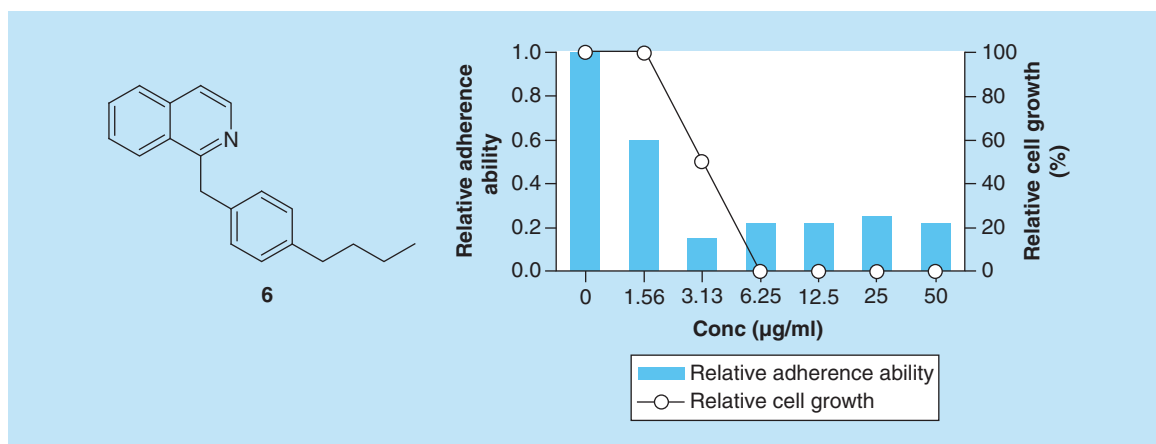 N
6
Relative adherence
ability
1.0
0.8
0.6
0.4
0.2
0.0
100
80
60
40
20
0
Relative cell growth
(%)
0 1.56 3.13 6.25 12.5 25 50
Conc (µg/ml)
Relative adherence ability
Relative cell growth